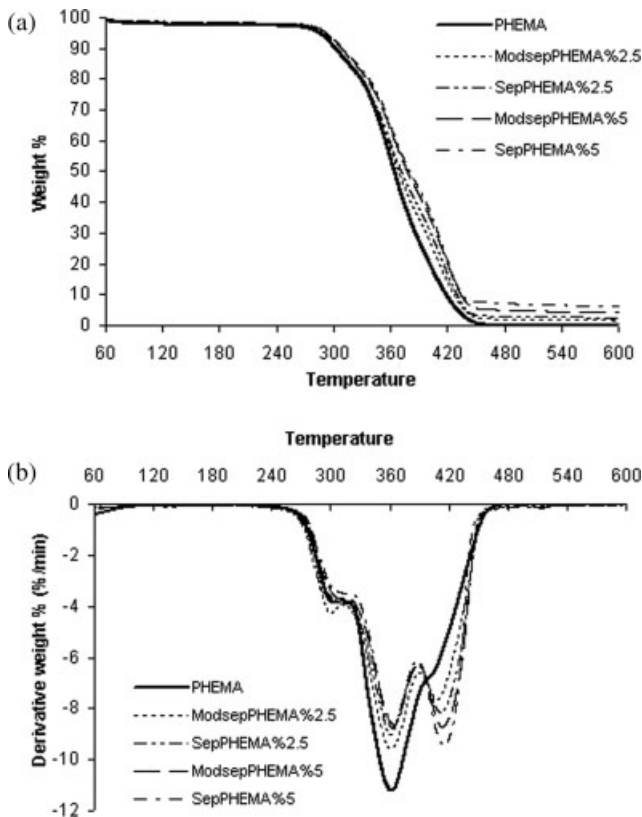 (a)
100
90
80
70
60
50
40
30
20
10
0
Weight %
60 120 180 240 300 360 420 480 540 600
Temperature
PHEMA
ModsepPHEMA%2.5
SepPHEMA%2.5
ModsepPHEMA%5
SepPHEMA%5
(b)
Temperature
60 120 180 240 300 360 420 480 540 600
0
-2
-4
-6
-8
-10
-12
Derivative weight % (%/min)
PHEMA
ModsepPHEMA%2.5
SepPHEMA%2.5
ModsepPHEMA%5
SepPHEMA%5